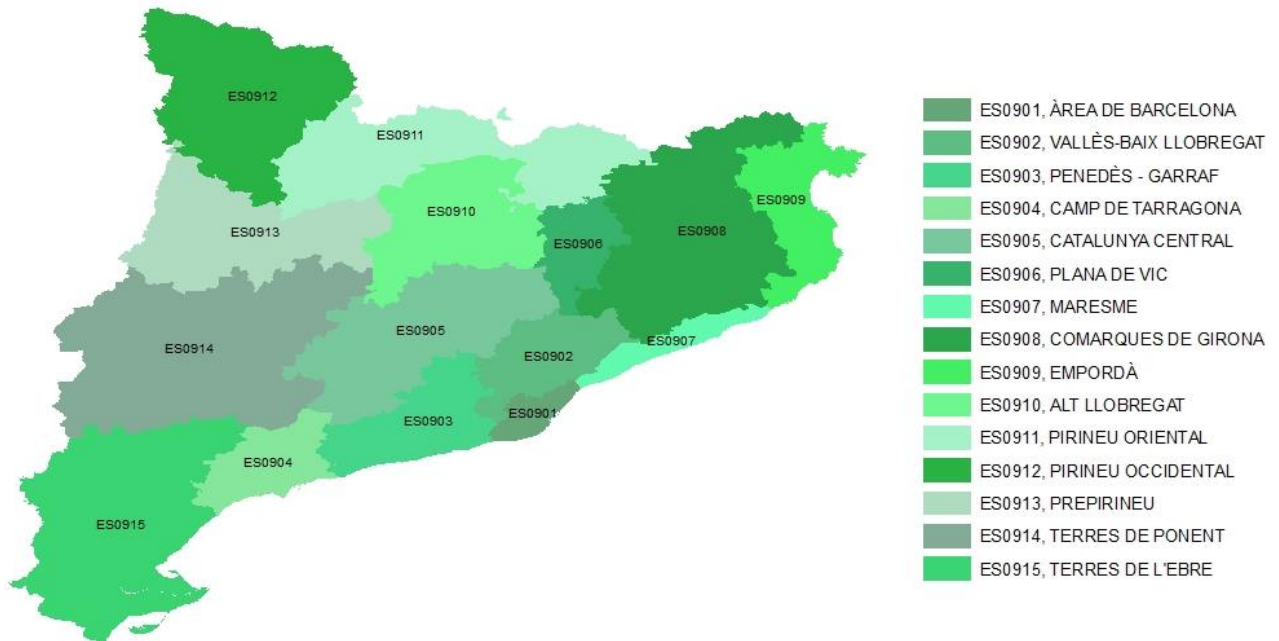 ES0912
ES0911
ES0909
ES0910
ES0906
ES0908
ES0913
ES0905
ES0907
ES0914
ES0902
ES0901
ES0903
ES0904
ES0915
ES0901, ÀREA DE BARCELONA
ES0902, VALLÈS-BAIX LLOBREGAT
ES0903, PENEDÈS - GARRAF
ES0904, CAMP DE TARRAGONA
ES0905, CATALUNYA CENTRAL
ES0906, PLANA DE VIC
ES0907, MARESME
ES0908, COMARQUES DE GIRONA
ES0909, EMPORDÀ
ES0910, ALT LLOBREGAT
ES0911, PIRINEU ORIENTAL
ES0912, PIRINEU OCCIDENTAL
ES0913, PREPIRINEU
ES0914, TERRES DE PONENT
ES0915, TERRES DE L'EBRE